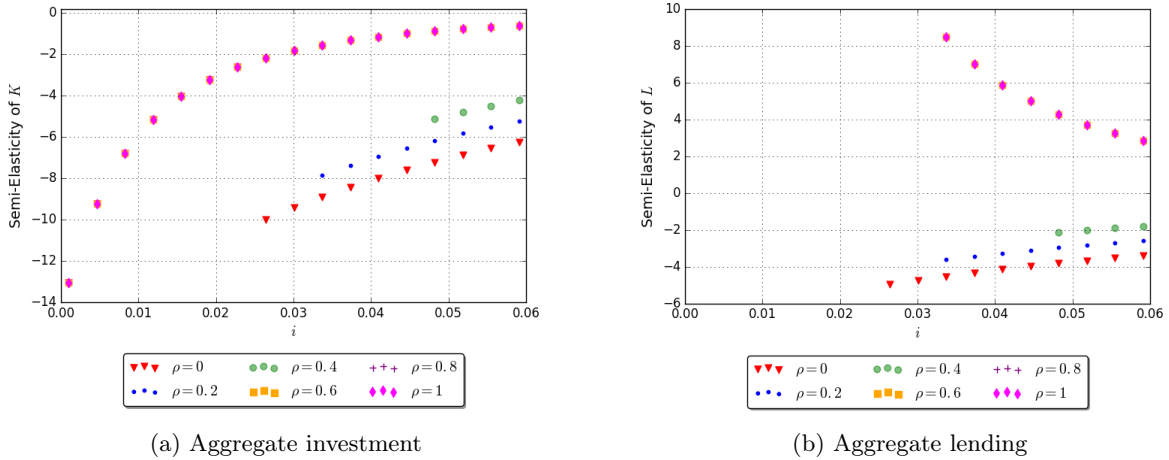 0
−2
−4
−6
−8
−10
−12
−14
Semi-Elasticity of K
0.00 0.01 0.02 0.03 0.04 0.05 0.06
i
ρ = 0 ρ = 0.4 ρ = 0.8
ρ = 0.2 ρ = 0.6 ρ = 1
(a) Aggregate investment
10
8
6
4
2
0
−2
−4
−6
Semi-Elasticity of L
0.00 0.01 0.02 0.03 0.04 0.05 0.06
i
ρ = 0 ρ = 0.4 ρ = 0.8
ρ = 0.2 ρ = 0.6 ρ = 1
(b) Aggregate lending